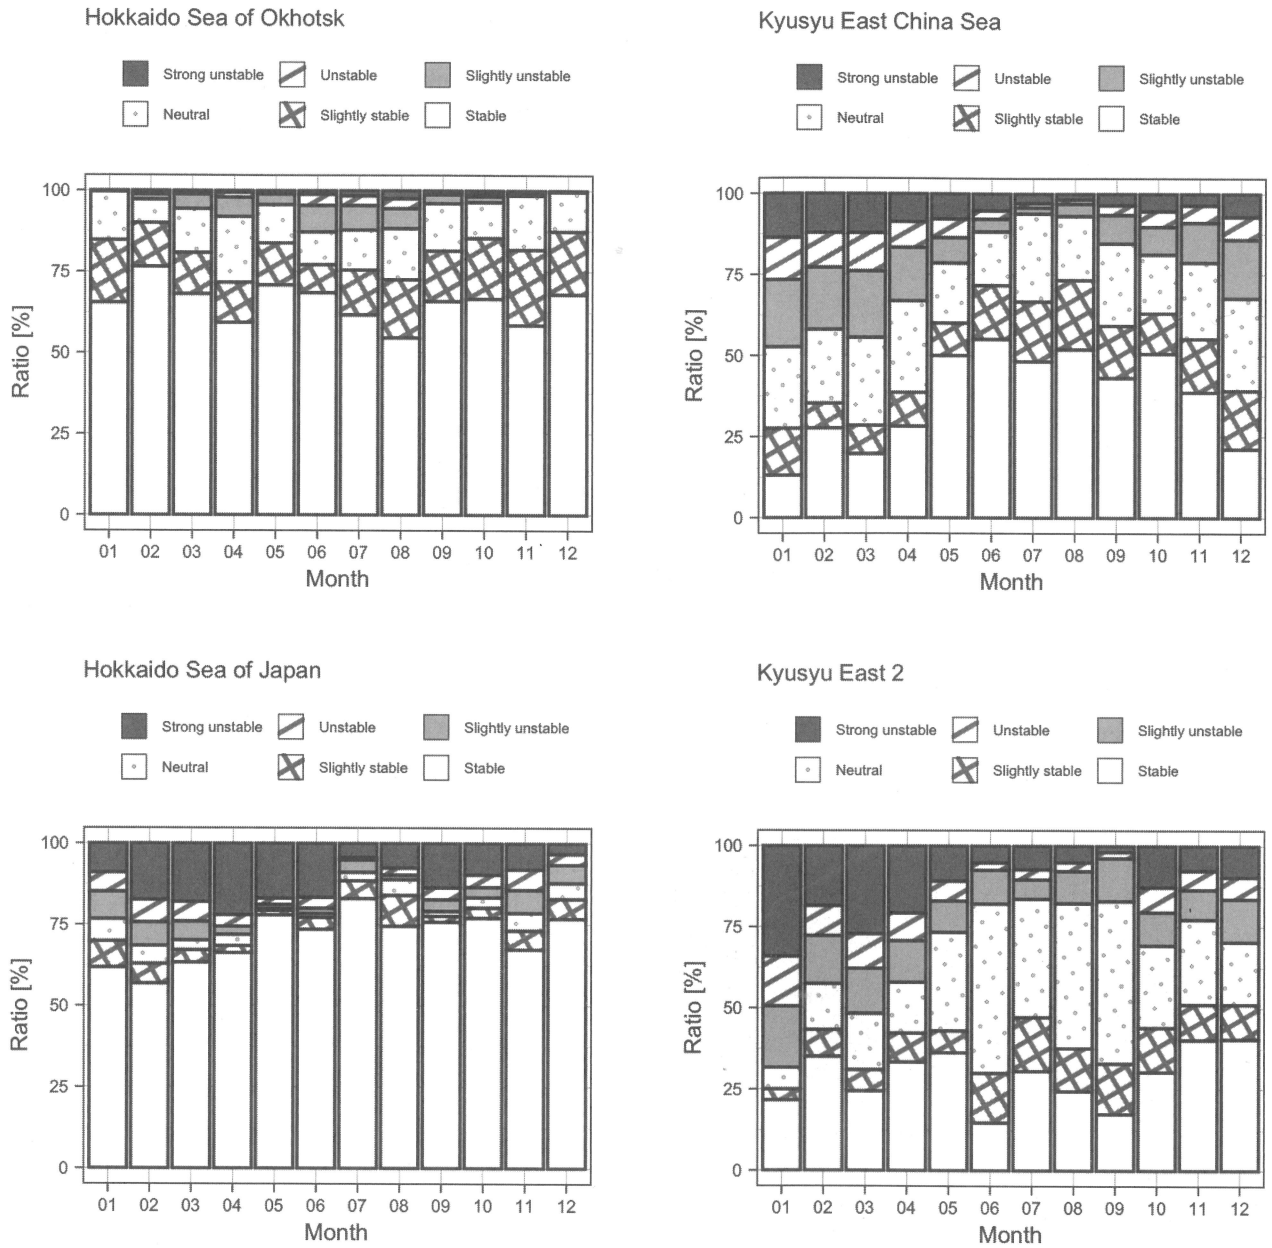 Hokkaido Sea of Okhotsk
Strong unstable Unstable Slightly unstable
Neutral Slightly stable Stable
100
75
50
25
0
Ratio [%]
01 02 03 04 05 06 07 08 09 10 11 12
Month
Kyusyu East China Sea
Strong unstable Unstable Slightly unstable
Neutral Slightly stable Stable
100
75
50
25
0
Ratio [%]
01 02 03 04 05 06 07 08 09 10 11 12
Month
Hokkaido Sea of Japan
Strong unstable Unstable Slightly unstable
Neutral Slightly stable Stable
100
75
50
25
0
Ratio [%]
01 02 03 04 05 06 07 08 09 10 11 12
Month
Kyusyu East 2
Strong unstable Unstable Slightly unstable
Neutral Slightly stable Stable
100
75
50
25
0
Ratio [%]
01 02 03 04 05 06 07 08 09 10 11 12
Month